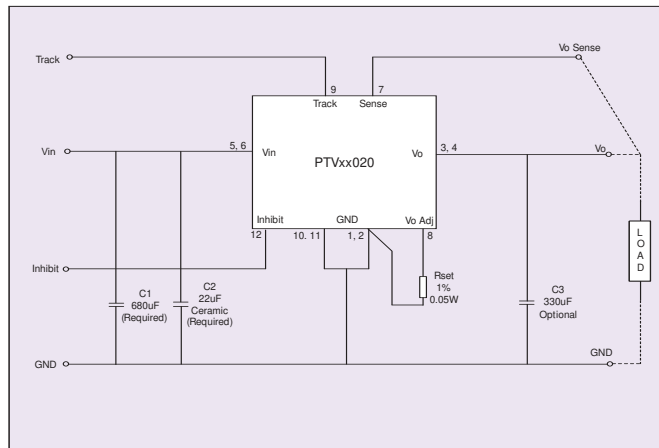 Track
Vo Sense
9
7
Track
Sense
Vin
5, 6
Vin
PTVxx020
Vo
3, 4
Vo
Inhibit
GND
Vo Adj
12
10. 11
1, 2
8
LOAD
Inhibit
Rset
1%
0.05W
C1
680uF
(Required)
C2
22uF
Ceramic
(Required)
C3
330uF
Optional
GND
GND